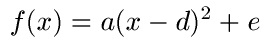 f(x) = a(x − d)² + e